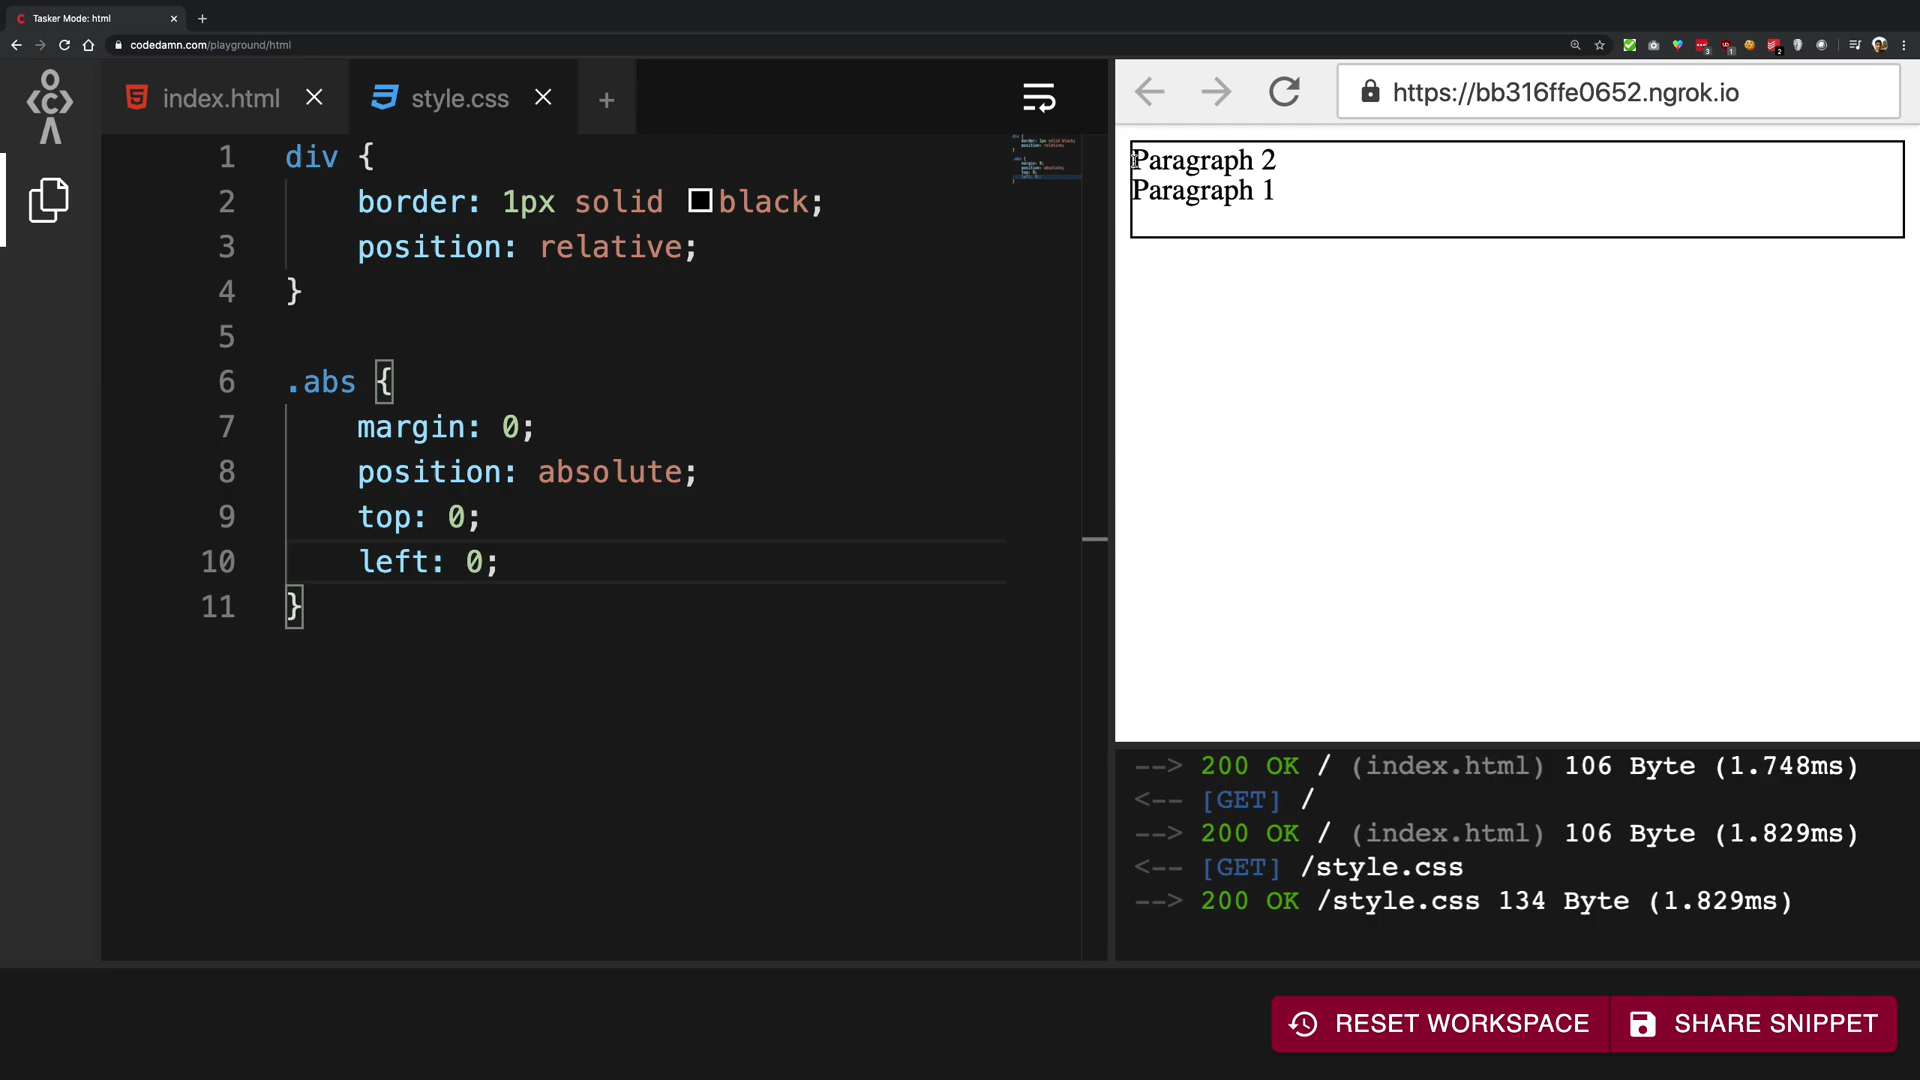 Tasker Mode: html
codedamn.com/playground/html
index.html
style.css
https://bb316ffe0652.ngrok.io
1 div {
2 border: 1px solid black;
3 position: relative;
4 }
5
6 .abs {
7 margin: 0;
8 position: absolute;
9 top: 0;
10 left: 0;
11 }
Paragraph 2
Paragraph 1
--> 200 OK / (index.html) 106 Byte (1.748ms)
<-- [GET] /
--> 200 OK / (index.html) 106 Byte (1.829ms)
<-- [GET] /style.css
--> 200 OK /style.css 134 Byte (1.829ms)
RESET WORKSPACE
SHARE SNIPPET